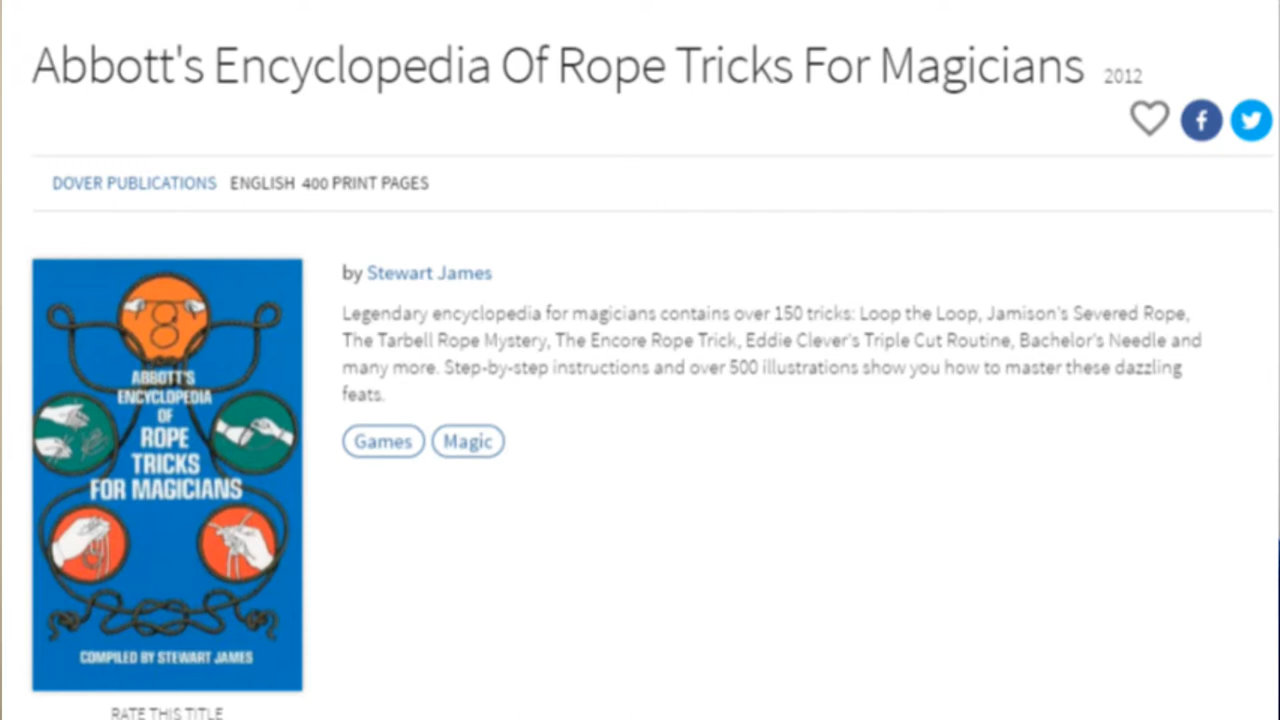 Abbott's Encyclopedia Of Rope Tricks For Magicians 2012
DOVER PUBLICATIONS ENGLISH 400 PRINT PAGES
by Stewart James
Legendary encyclopedia for magicians contains over 150 tricks: Loop the Loop, Jamison's Severed Rope,
The Tarbell Rope Mystery, The Encore Rope Trick, Eddie Clever's Triple Cut Routine, Bachelor's Needle and
many more. Step-by-step instructions and over 500 illustrations show you how to master these dazzling
feats.
Games Magic
ABBOTT'S
ENCYCLOPEDIA
OF
ROPE
TRICKS
FOR MAGICIANS
COMPILED BY STEWART JAMES
RATE THIS TITLE